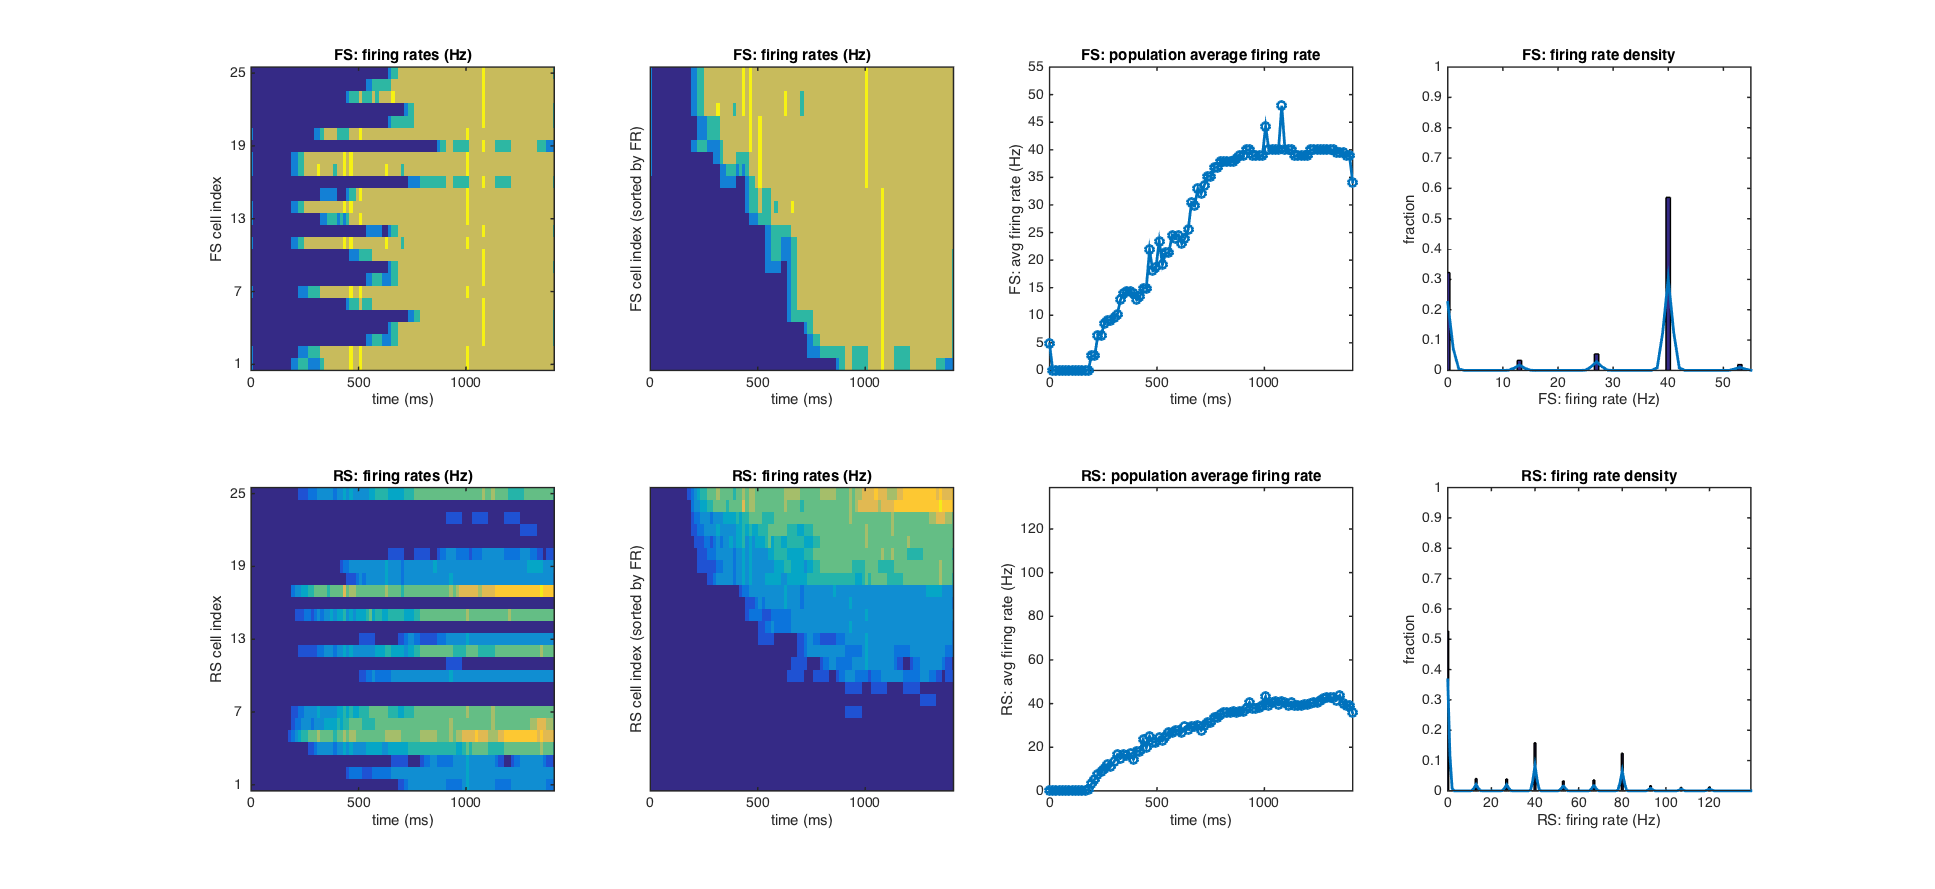 FS: firing rates (Hz)
FS cell index
25
19
13
7
1
0 500 1000
time (ms)
FS: firing rates (Hz)
FS cell index (sorted by FR)
0 500 1000
time (ms)
FS: population average firing rate
FS: avg firing rate (Hz)
55
50
45
40
35
30
25
20
15
10
5
0
0 500 1000
time (ms)
FS: firing rate density
fraction
1
0.9
0.8
0.7
0.6
0.5
0.4
0.3
0.2
0.1
0
0 10 20 30 40 50
FS: firing rate (Hz)
RS: firing rates (Hz)
RS cell index
25
19
13
7
1
0 500 1000
time (ms)
RS: firing rates (Hz)
RS cell index (sorted by FR)
0 500 1000
time (ms)
RS: population average firing rate
RS: avg firing rate (Hz)
120
100
80
60
40
20
0
0 500 1000
time (ms)
RS: firing rate density
fraction
1
0.9
0.8
0.7
0.6
0.5
0.4
0.3
0.2
0.1
0
0 20 40 60 80 100 120
RS: firing rate (Hz)